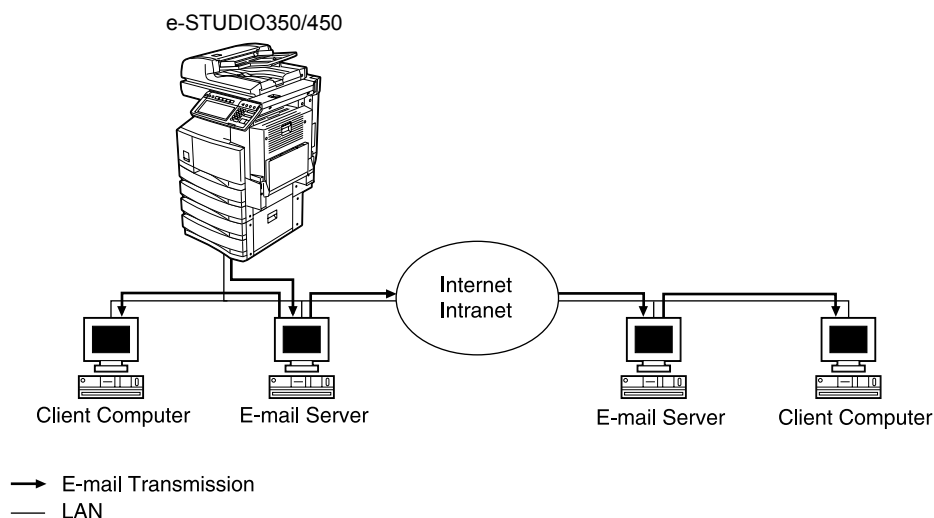 e-STUDIO350/450
Internet
Intranet
Client Computer
E-mail Server
E-mail Server
Client Computer
E-mail Transmission
LAN